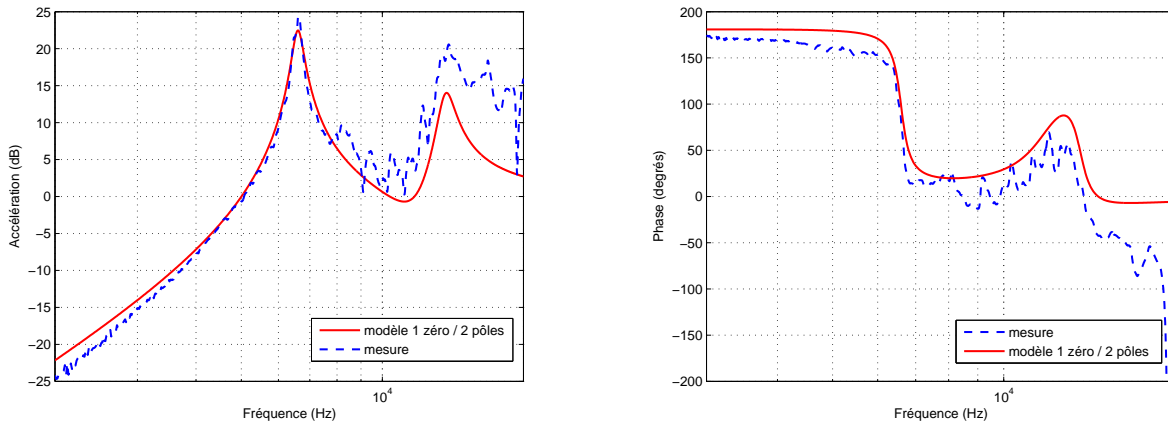 25
20
15
10
5
0
−5
−10
−15
−20
−25
Accélération (dB)
10^4
Fréquence (Hz)
modèle 1 zéro / 2 pôles
mesure
200
150
100
50
0
−50
−100
−150
−200
Phase (degrés)
10^4
Fréquence (Hz)
mesure
modèle 1 zéro / 2 pôles